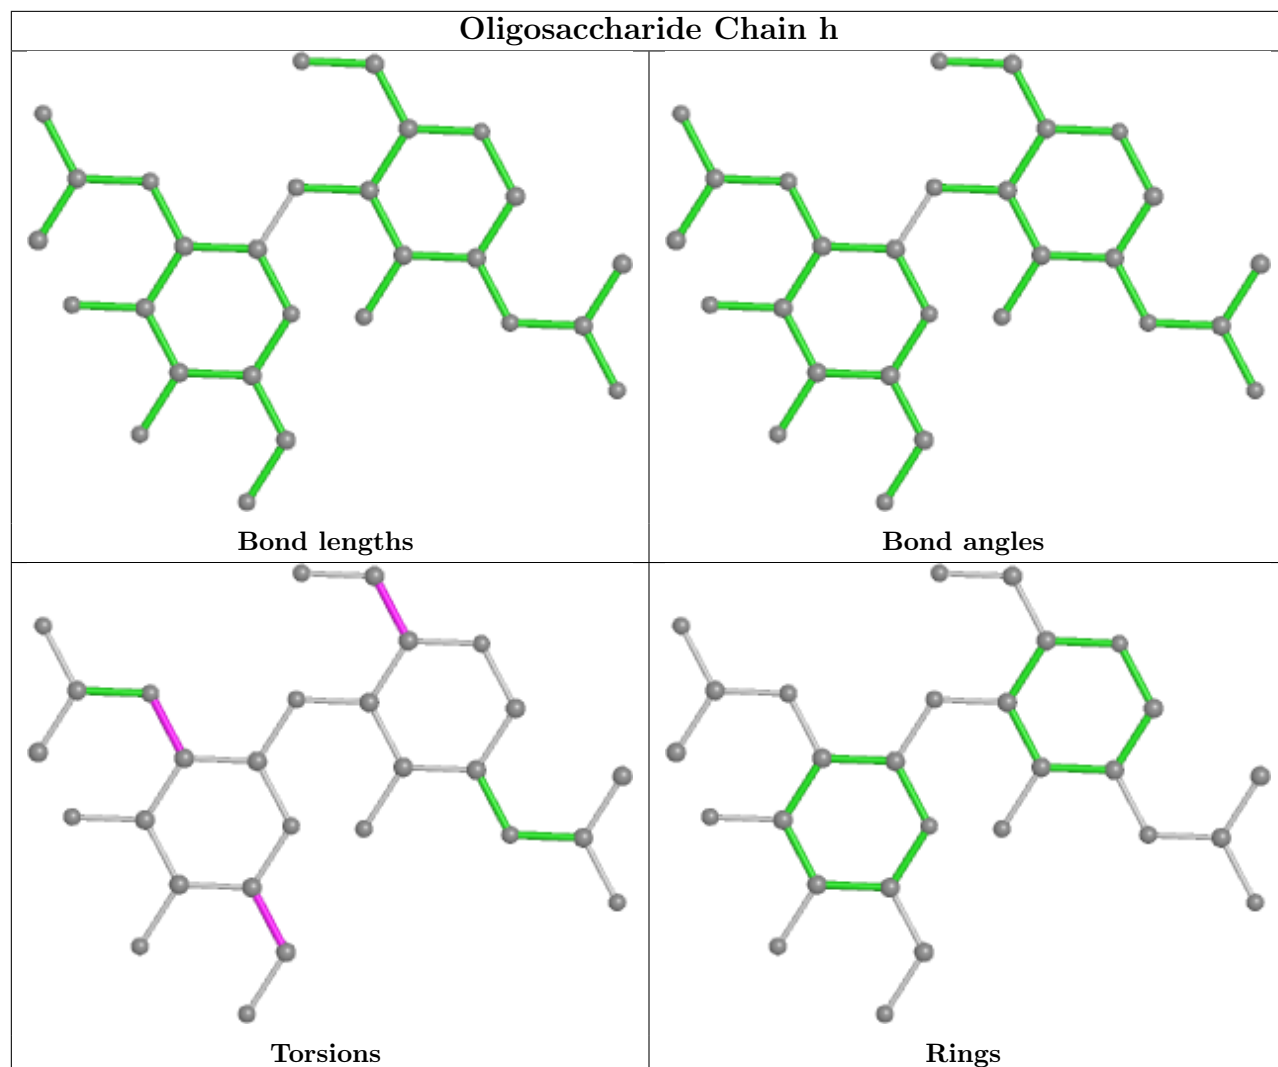 Oligosaccharide Chain h
Bond lengths
Bond angles
Torsions
Rings